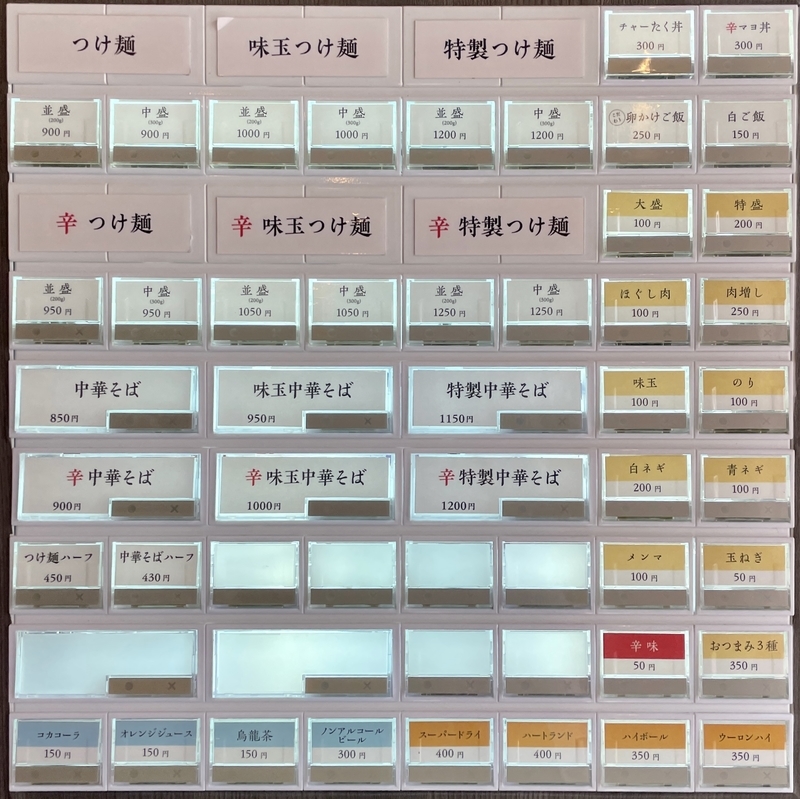 つけ麺
味玉つけ麺
特製つけ麺
チャーたく丼
300円
辛マヨ丼
300円
並盛
(200g)
900円
中盛
(300g)
900円
並盛
(200g)
1000円
中盛
(300g)
1000円
並盛
(200g)
1200円
中盛
(300g)
1200円
卵かけご飯
250円
白ご飯
150円
辛つけ麺
辛味玉つけ麺
辛特製つけ麺
大盛
100円
特盛
200円
並盛
(200g)
950円
中盛
(300g)
950円
並盛
(200g)
1050円
中盛
(300g)
1050円
並盛
(200g)
1250円
中盛
(300g)
1250円
ほぐし肉
100円
肉増し
250円
中華そば
850円
味玉中華そば
950円
特製中華そば
1150円
味玉
100円
のり
100円
辛中華そば
900円
辛味玉中華そば
1000円
辛特製中華そば
1200円
白ネギ
200円
青ネギ
100円
つけ麺ハーフ
450円
中華そばハーフ
430円
メンマ
100円
玉ねぎ
50円
辛味
50円
おつまみ3種
350円
コカコーラ
150円
オレンジジュース
150円
烏龍茶
150円
ノンアルコール
ビール
300円
スーパードライ
400円
ハートランド
400円
ハイボール
350円
ウーロンハイ
350円